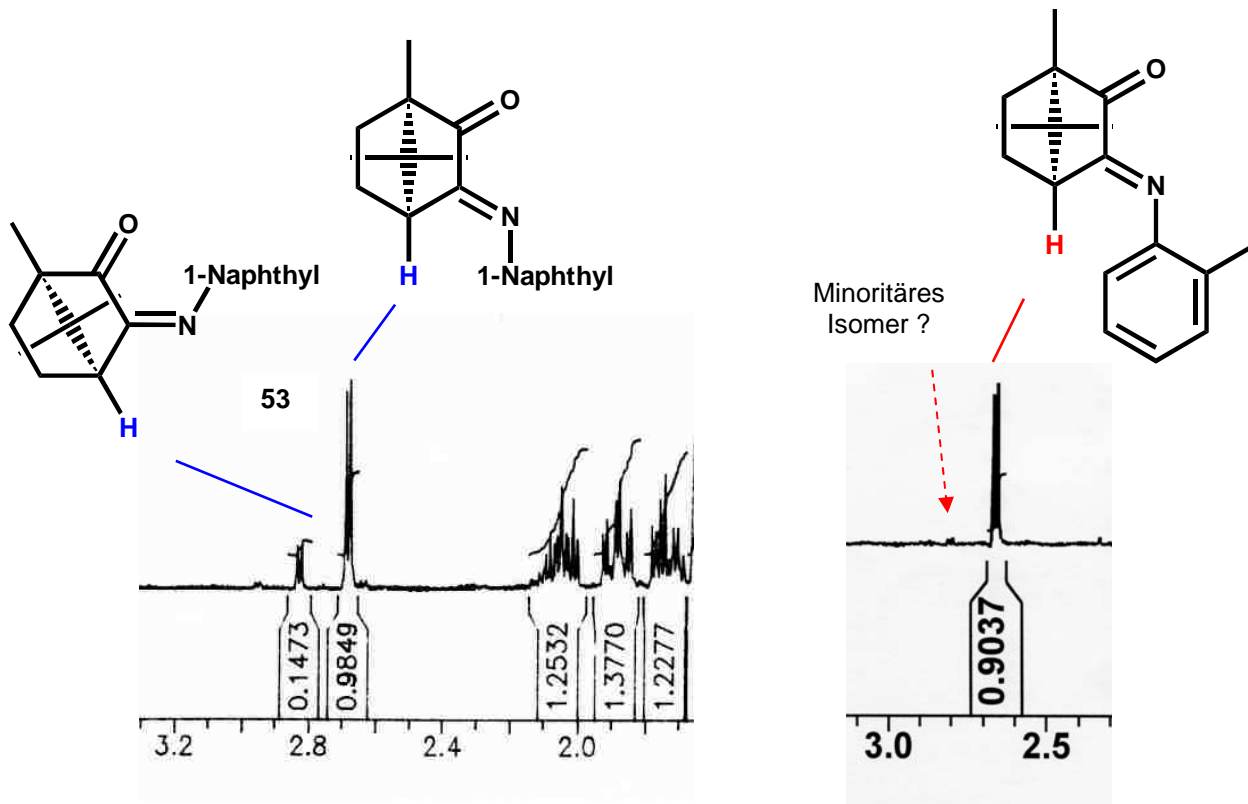 O
O
N
H
1-Naphthyl
O
N
H
1-Naphthyl
O
N
H
Minoritäres
Isomer ?
53
0.1473
0.9849
1.2532
1.3770
1.2277
3.2 2.8 2.4 2.0
0.9037
3.0 2.5